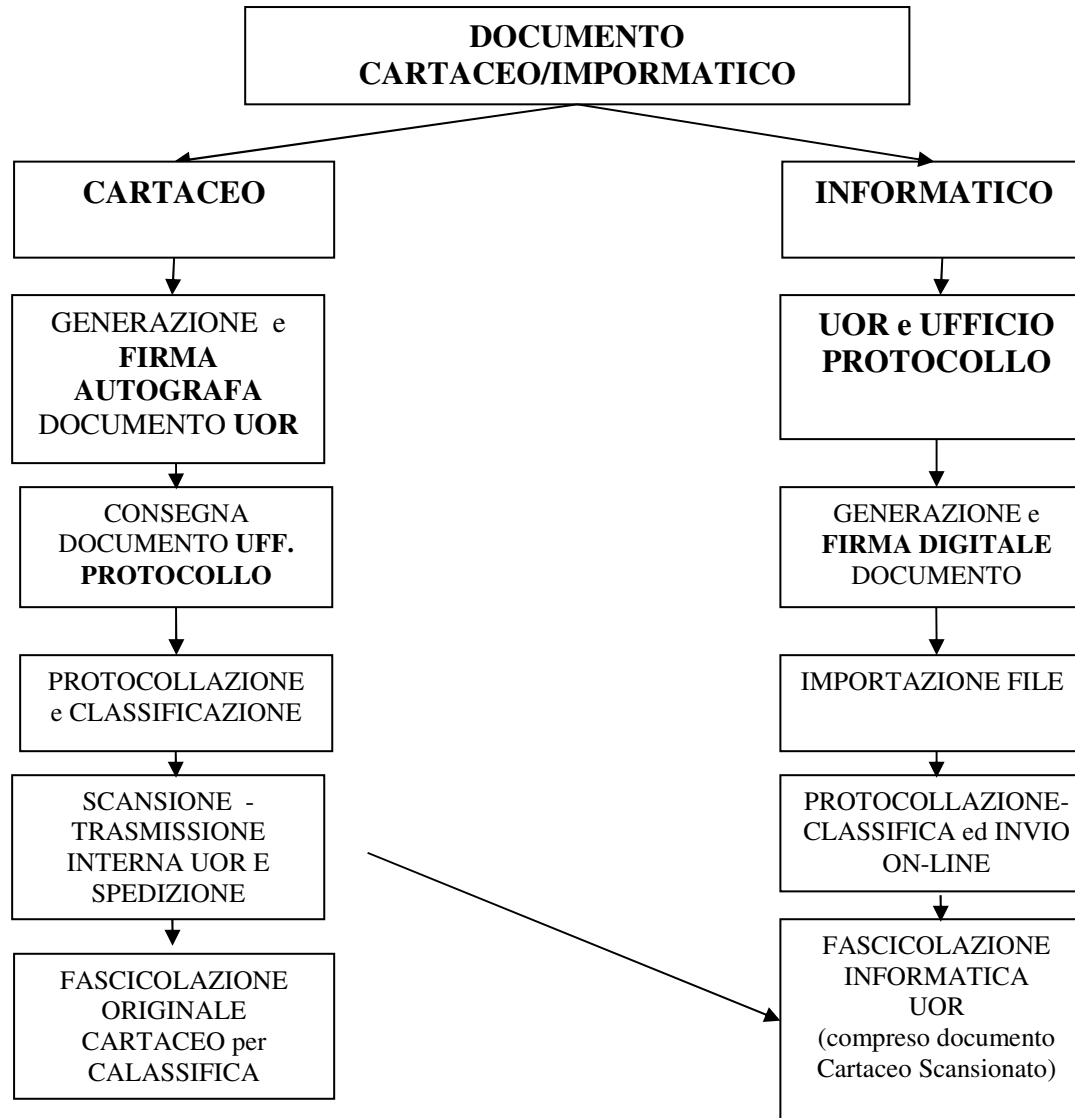 DOCUMENTO
CARTACEO/IMPORMATICO
CARTACEO
INFORMATICO
GENERAZIONE e
FIRMA
AUTOGRAFA
DOCUMENTO UOR
UOR e UFFICIO
PROTOCOLLO
CONSEGNA
DOCUMENTO UFF.
PROTOCOLLO
GENERAZIONE e
FIRMA DIGITALE
DOCUMENTO
PROTOCOLLAZIONE
e CLASSIFICAZIONE
IMPORTAZIONE FILE
SCANSIONE -
TRASMISSIONE
INTERNA UOR E
SPEDIZIONE
PROTOCOLLAZIONE-
CLASSIFICA ed INVIO
ON-LINE
FASCICOLAZIONE
ORIGINALE
CARTACEO per
CALASSIFICA
FASCICOLAZIONE
INFORMATICA
UOR
(compreso documento
Cartaceo Scansionato)